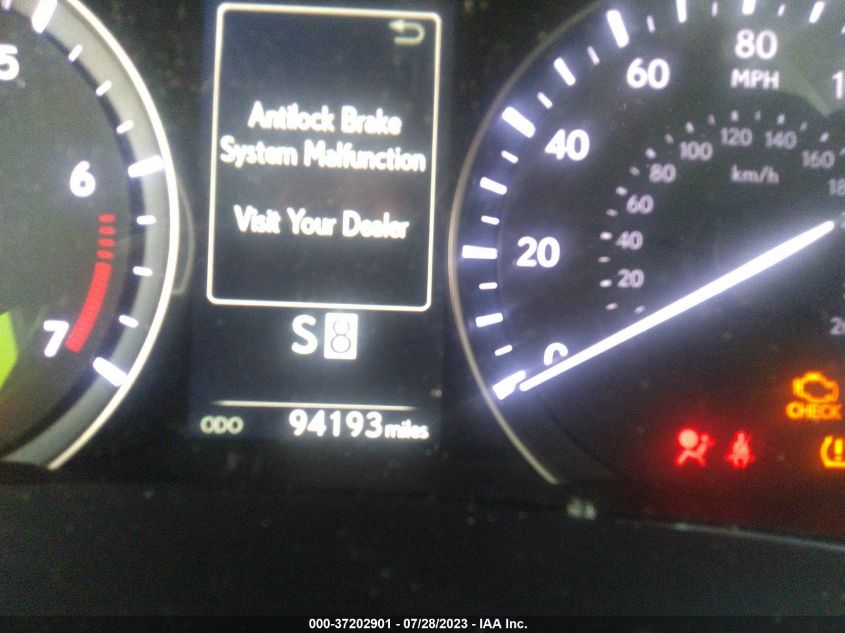 5
6
7
Antilock Brake
System Malfunction
Visit Your Dealer
S 8
ODO 94193 miles
80
MPH
60
40
20
0
120
140
100
160
80
km/h
60
40
20
CHECK
000-37202901 - 07/28/2023 - IAA Inc.